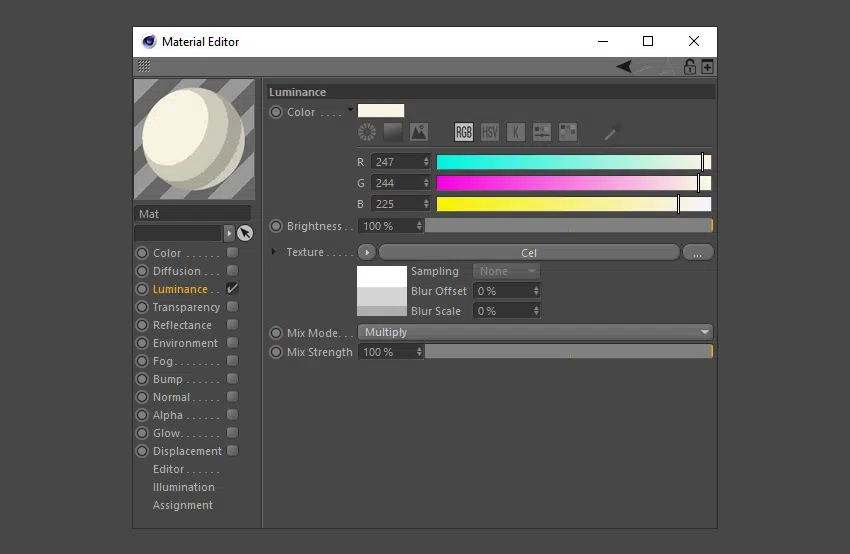 Material Editor
Luminance
Color . . . .
RGB HSV K
R 247
G 244
B 225
Mat
Brightness . . 100 %
Color . . . . . .
Texture . . . . . Cel ...
Diffusion . . .
Sampling None
Luminance . .
Blur Offset 0 %
Transparency
Blur Scale 0 %
Reflectance
Mix Mode. . . Multiply
Environment
Mix Strength 100 %
Fog. . . . . . .
Bump . . . . . .
Normal . . . . .
Alpha . . . . . .
Glow. . . . . . .
Displacement
Editor . . . . . .
Illumination
Assignment